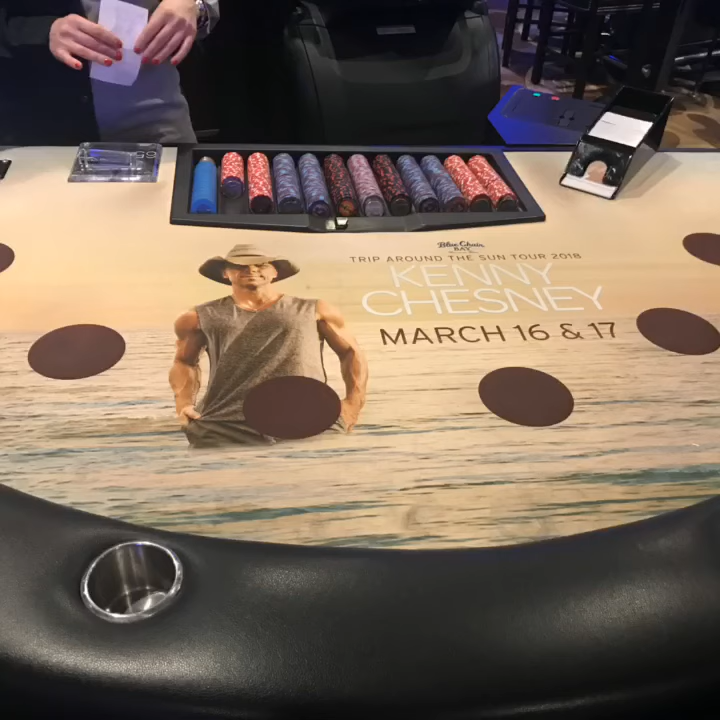 Blue Chair
BAY
TRIP AROUND THE SUN TOUR 2018
KENNY
CHESNEY
MARCH 16 & 17